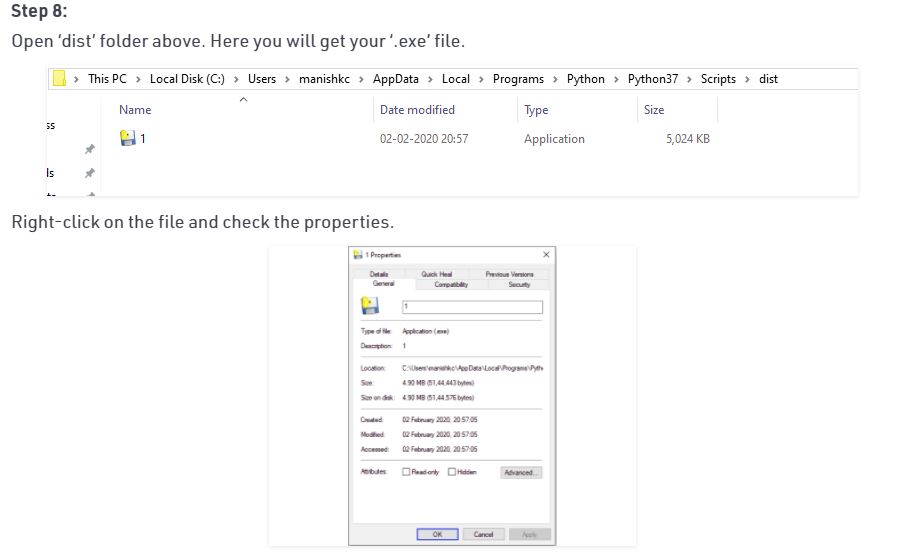 Step 8:
Open 'dist' folder above. Here you will get your '.exe' file.
This PC > Local Disk (C:) > Users > manishkc > AppData > Local > Programs > Python > Python37 > Scripts > dist
Name Date modified Type Size
ss
1 02-02-2020 20:57 Application 5,024 KB
ls
Right-click on the file and check the properties.
1 Properties
Details Quick Heal Previous Versions
General Compatibility Security
1
Type of file: Application (.exe)
Description: 1
Location: C:\Users\manishkc\AppData\Local\Programs\Pyth
Size: 4.90 MB (51,44,443 bytes)
Size on disk: 4.90 MB (51,44,576 bytes)
Created: 02 February 2020, 20:57:05
Modified: 02 February 2020, 20:57:05
Accessed: 02 February 2020, 20:57:05
Attributes: Read-only Hidden Advanced...
OK Cancel Apply